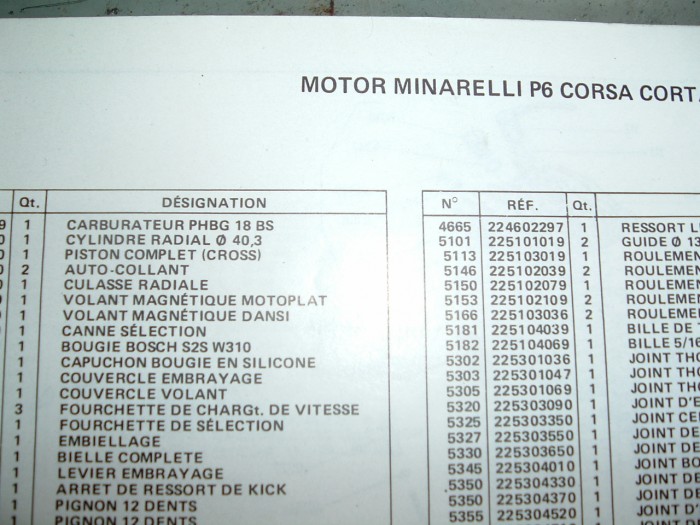 MOTOR MINARELLI P6 CORSA CORT
Qt. DÉSIGNATION
1 CARBURATEUR PHBG 18 BS
1 CYLINDRE RADIAL Ø 40,3
1 PISTON COMPLET (CROSS)
2 AUTO-COLLANT
1 CULASSE RADIALE
1 VOLANT MAGNÉTIQUE MOTOPLAT
1 VOLANT MAGNÉTIQUE DANSI
1 CANNE SÉLECTION
1 BOUGIE BOSCH S2S W310
1 CAPUCHON BOUGIE EN SILICONE
1 COUVERCLE EMBRAYAGE
1 COUVERCLE VOLANT
3 FOURCHETTE DE CHARGt. DE VITESSE
1 FOURCHETTE DE SÉLECTION
1 EMBIELLAGE
1 BIELLE COMPLETE
1 LEVIER EMBRAYAGE
1 ARRET DE RESSORT DE KICK
1 PIGNON 12 DENTS
1 PIGNON 12 DENTS
N° RÉF. Qt.
4665 224602297 1 RESSORT L
5101 225101019 2 GUIDE Ø 13
5113 225103019 1 ROULEMEN
5146 225102039 2 ROULEMEN
5150 225102079 1 ROULEMEN
5153 225102109 2 ROULEMEN
5166 225103036 2 ROULEMEN
5181 225104039 1 BILLE DE
5182 225104069 1 BILLE 5/16
5302 225301036 1 JOINT THO
5303 225301047 1 JOINT THO
5305 225301069 1 JOINT THO
5320 225303090 1 JOINT D'E
5325 225303350 1 JOINT CE
5327 225303550 1 JOINT DE
5330 225303650 1 JOINT DE
5345 225304010 1 JOINT BO
5350 225304330 1 JOINT DE
5350 225304370 1 JOINT DE
5355 225304520 1 JOINT DE